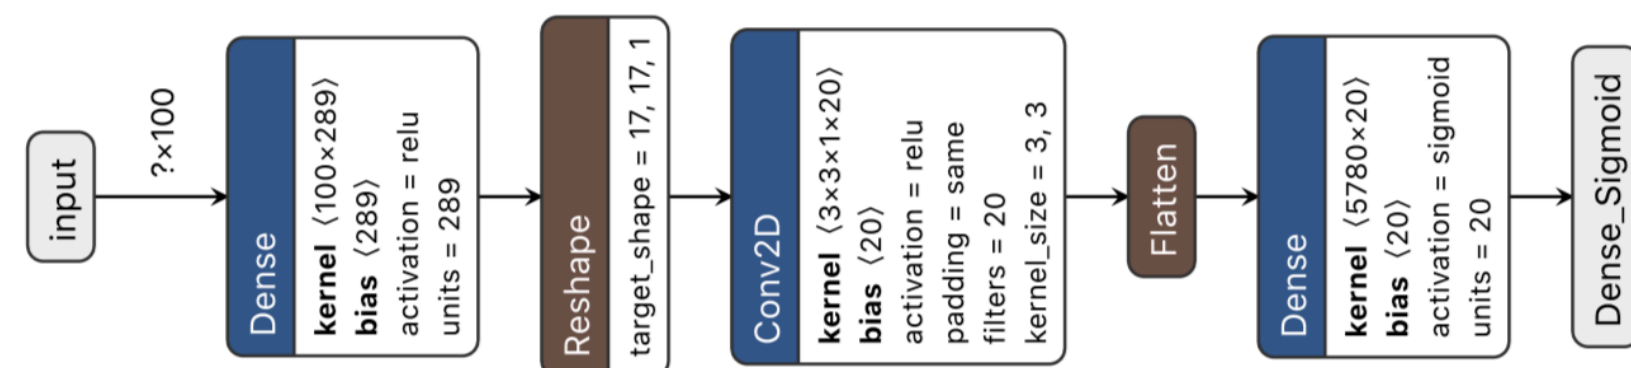 input
?×100
Dense
kernel ⟨100×289⟩
bias ⟨289⟩
activation = relu
units = 289
Reshape
target_shape = 17, 17, 1
Conv2D
kernel ⟨3×3×1×20⟩
bias ⟨20⟩
activation = relu
padding = same
filters = 20
kernel_size = 3, 3
Flatten
Dense
kernel ⟨5780×20⟩
bias ⟨20⟩
activation = sigmoid
units = 20
Dense_Sigmoid